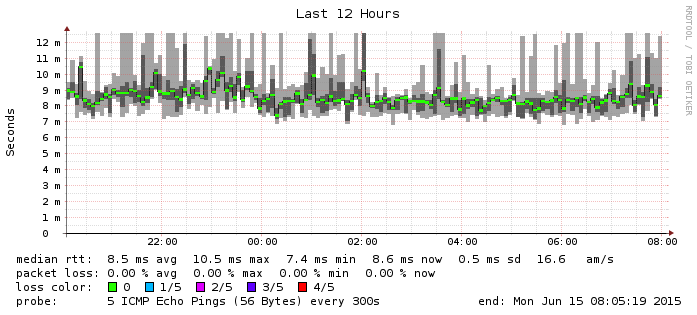 Last 12 Hours
RRDTOOL / TOBI OETIKER
Seconds
12 m
11 m
10 m
9 m
8 m
7 m
6 m
5 m
4 m
3 m
2 m
1 m
0
22:00 00:00 02:00 04:00 06:00 08:00
median rtt: 8.5 ms avg 10.5 ms max 7.4 ms min 8.6 ms now 0.5 ms sd 16.6 am/s
packet loss: 0.00 % avg 0.00 % max 0.00 % min 0.00 % now
loss color: 0 1/5 2/5 3/5 4/5
probe: 5 ICMP Echo Pings (56 Bytes) every 300s end: Mon Jun 15 08:05:19 2015